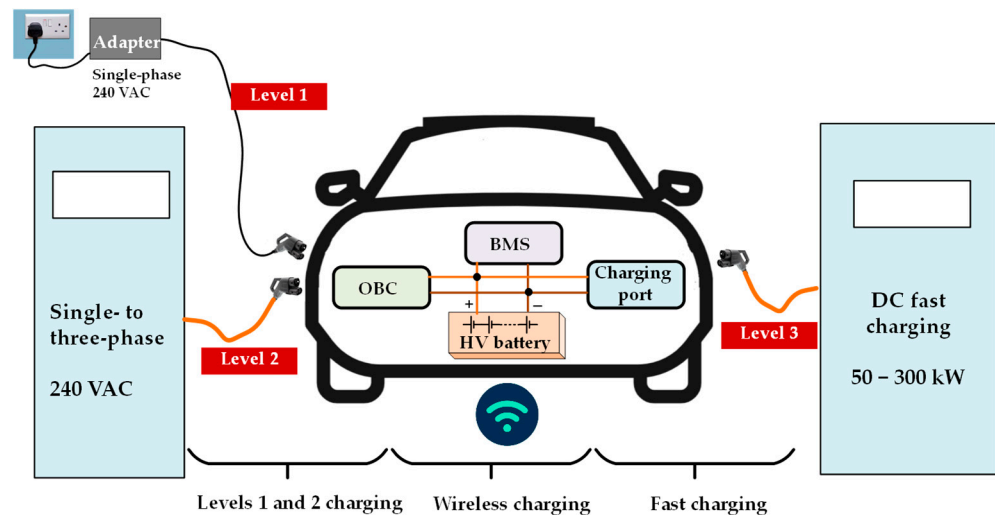 Adapter
Single-phase
240 VAC
Level 1
BMS
OBC
Charging
port
+
–
HV battery
Single- to
three-phase
240 VAC
Level 2
Level 3
DC fast
charging
50 – 300 kW
Levels 1 and 2 charging
Wireless charging
Fast charging